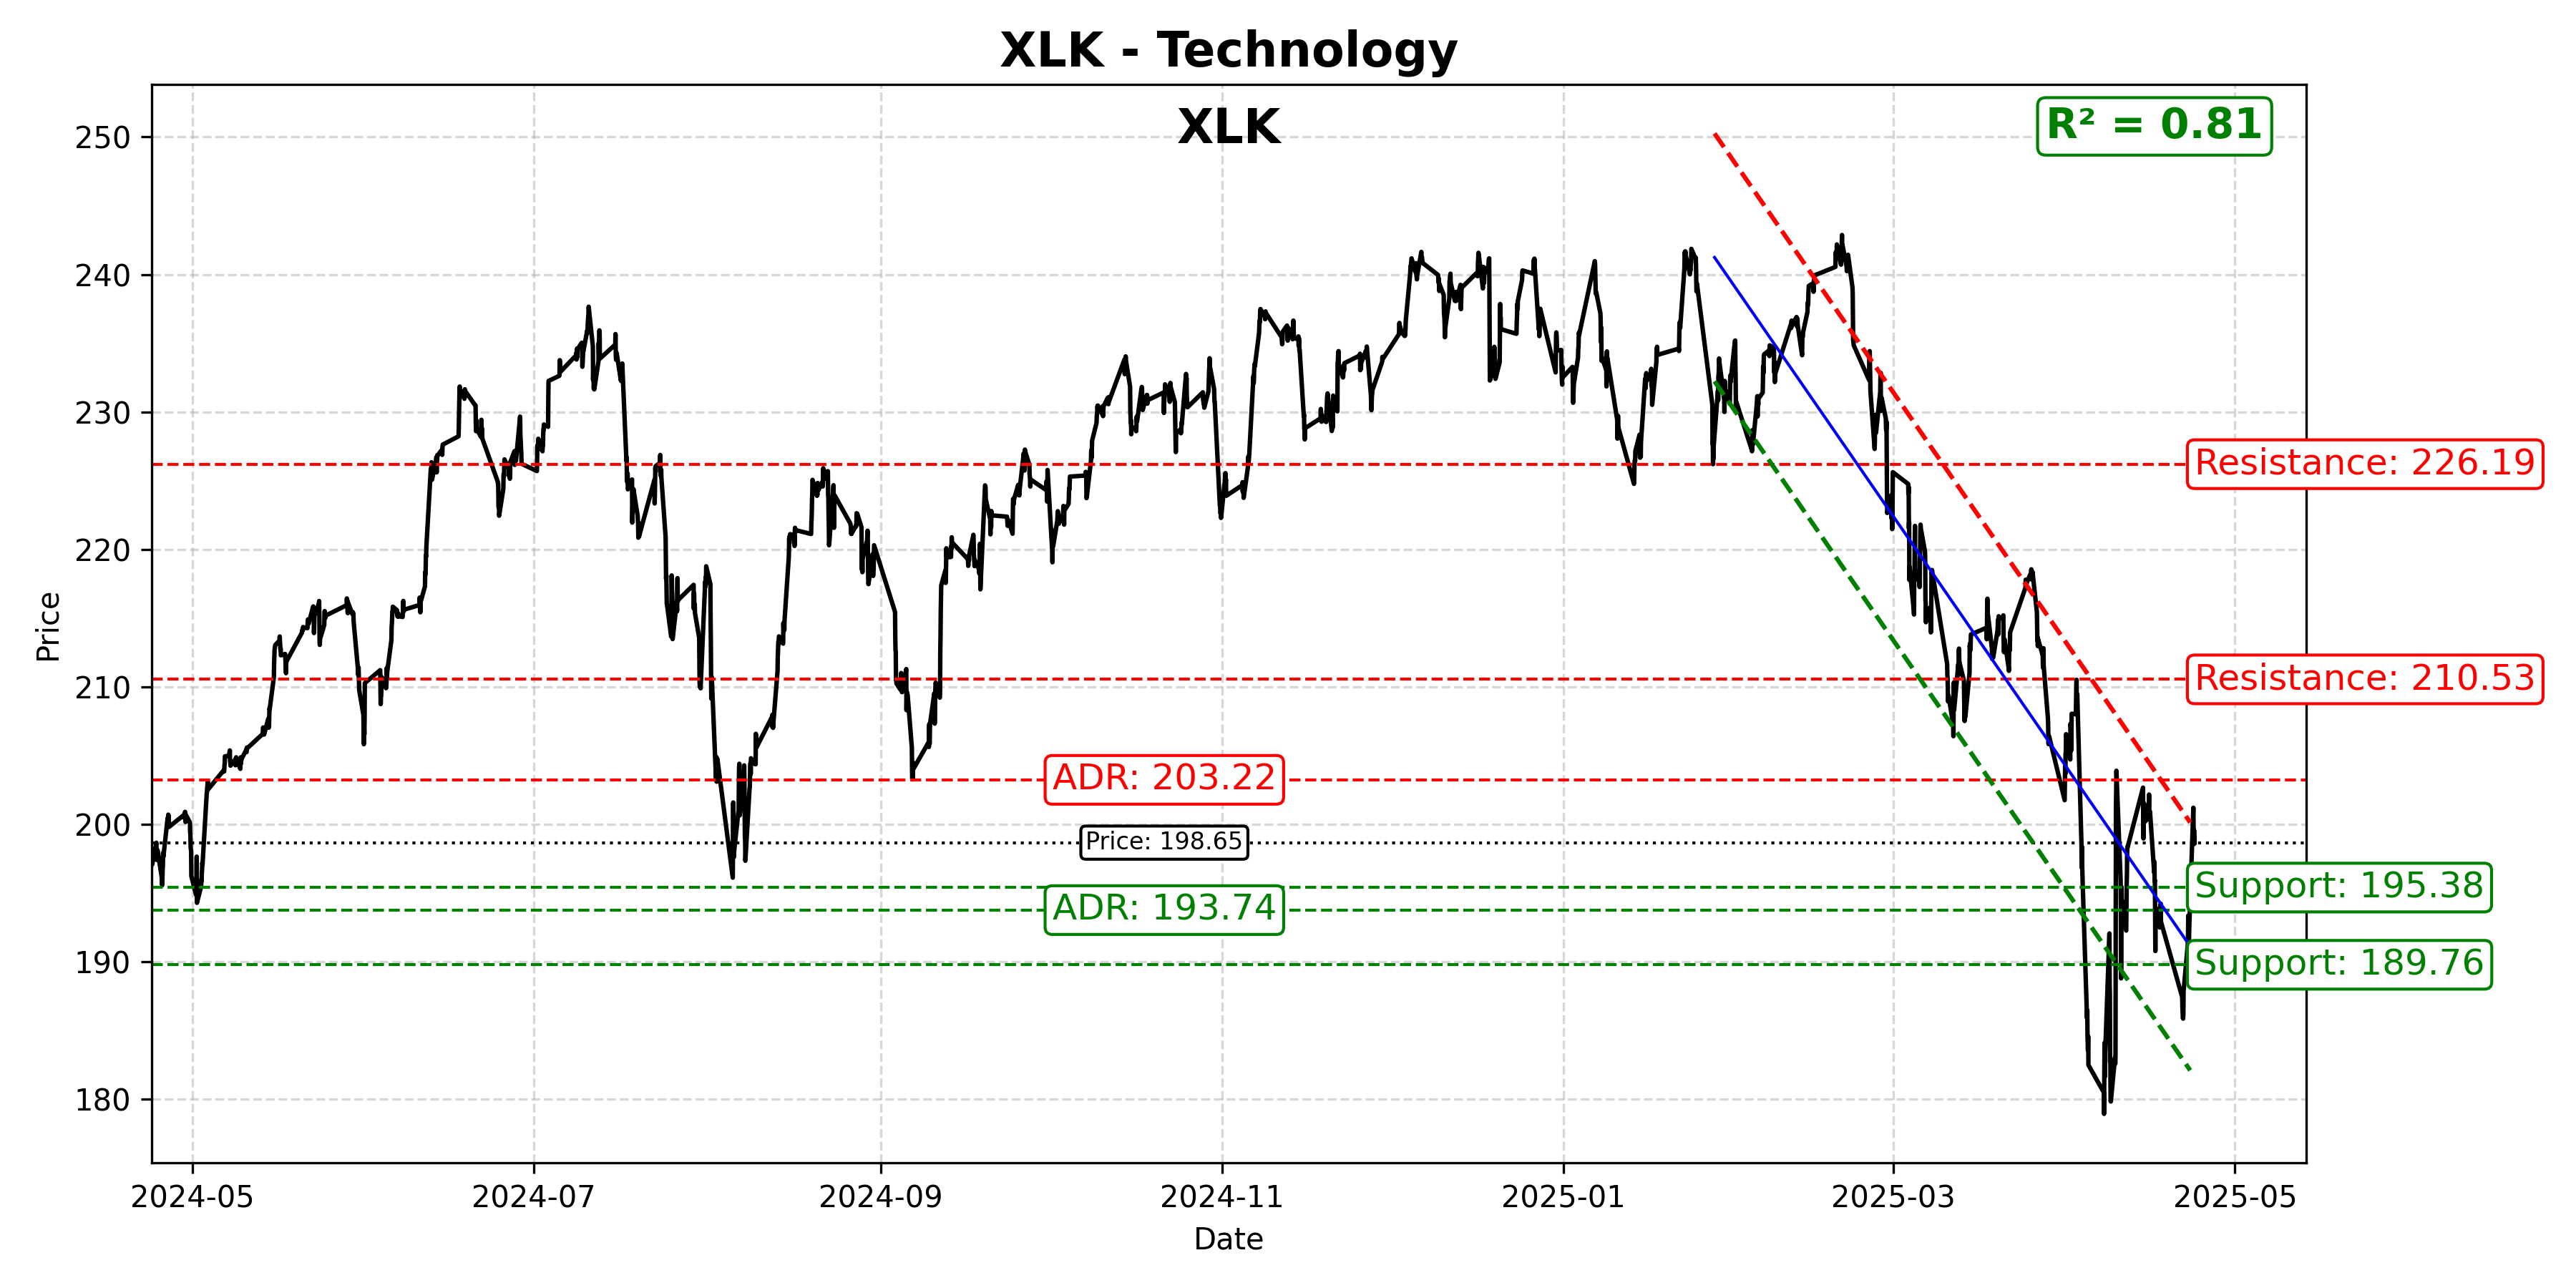 XLK - Technology
XLK
R² = 0.81
250
240
230
220
210
200
190
180
Price
Resistance: 226.19
Resistance: 210.53
ADR: 203.22
Price: 198.65
Support: 195.38
ADR: 193.74
Support: 189.76
2024-05
2024-07
2024-09
2024-11
2025-01
2025-03
2025-05
Date